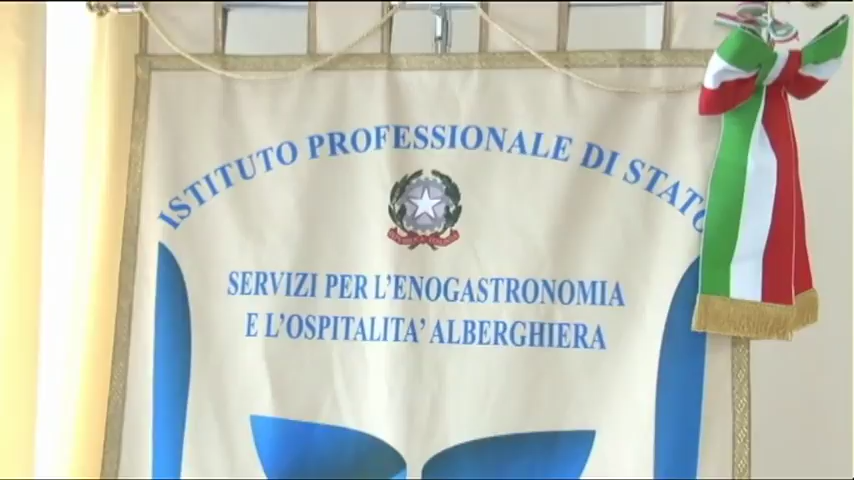 ISTITUTO PROFESSIONALE DI STATO
SERVIZI PER L'ENOGASTRONOMIA
E L'OSPITALITA' ALBERGHIERA